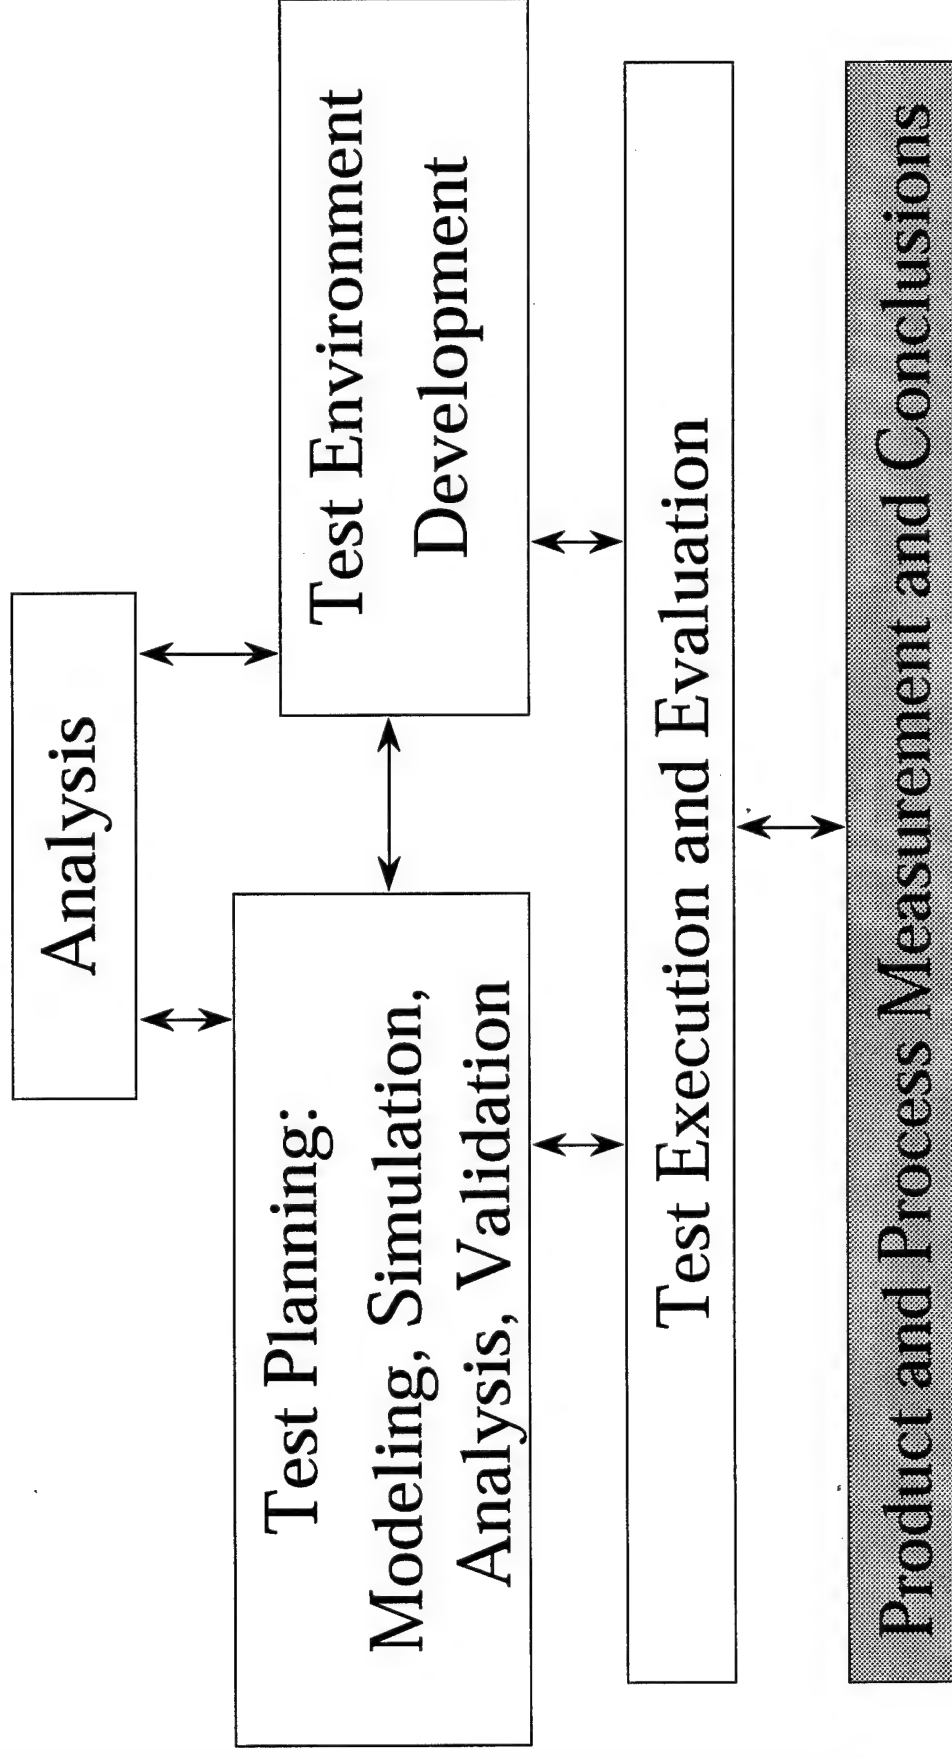 Analysis
Test Planning:
Modeling, Simulation,
Analysis, Validation
Test Environment
Development
Test Execution and Evaluation
Product and Process Measurement and Conclusions